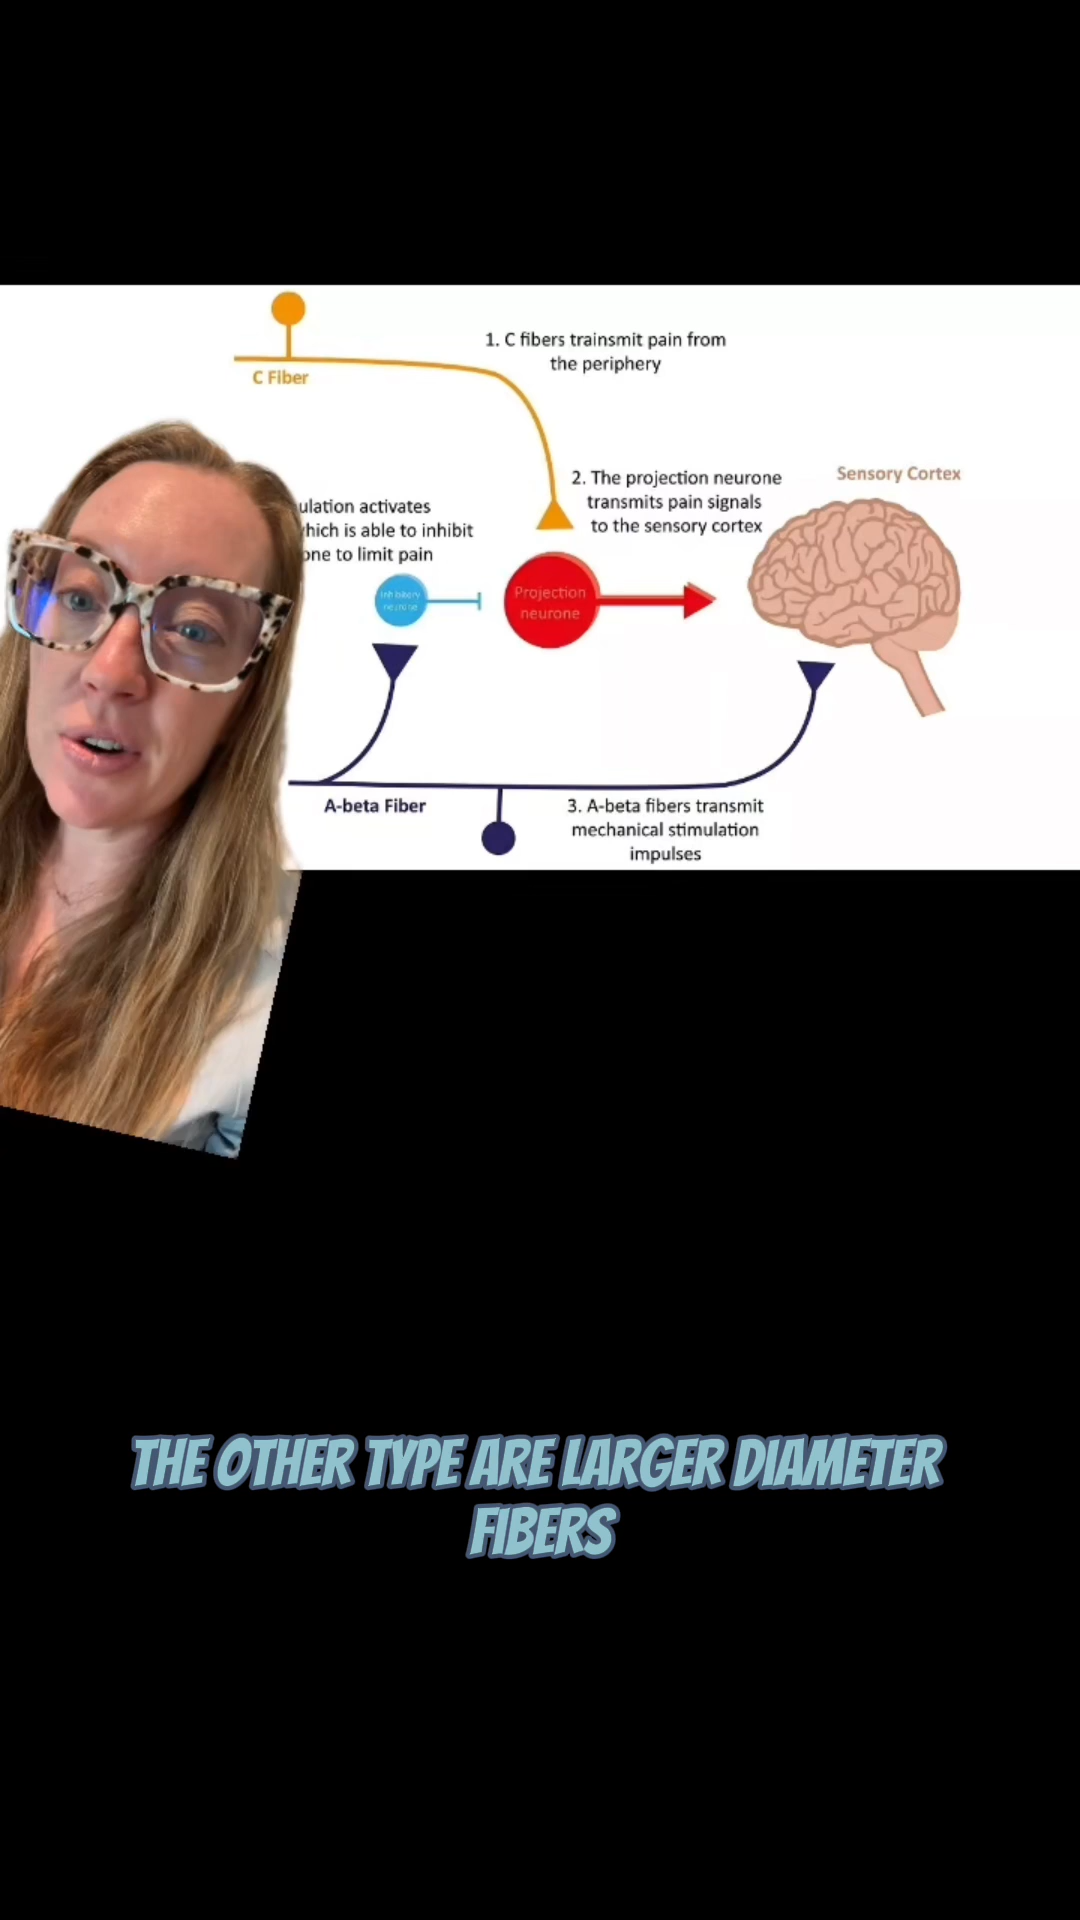 1. C fibers trainsmit pain from
the periphery
C Fiber
2. The projection neurone
transmits pain signals
to the sensory cortex
Sensory Cortex
ulation activates
hich is able to inhibit
one to limit pain
Inhibitory
neurone
Projection
neurone
A-beta Fiber
3. A-beta fibers transmit
mechanical stimulation
impulses
THE OTHER TYPE ARE LARGER DIAMETER
FIBERS